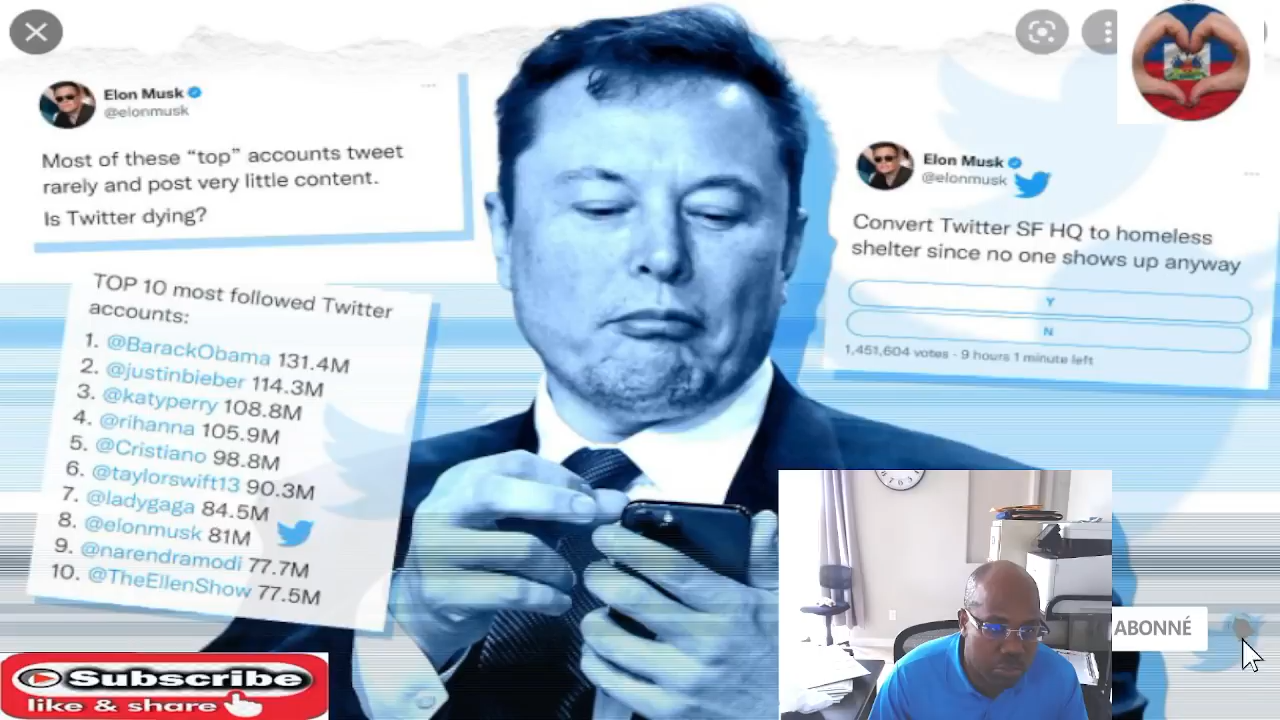 Elon Musk
@elonmusk
Most of these “top” accounts tweet
rarely and post very little content.
Is Twitter dying?
TOP 10 most followed Twitter
accounts:
1. @BarackObama 131.4M
2. @justinbieber 114.3M
3. @katyperry 108.8M
4. @rihanna 105.9M
5. @Cristiano 98.8M
6. @taylorswift13 90.3M
7. @ladygaga 84.5M
8. @elonmusk 81M
9. @narendramodi 77.7M
10. @TheEllenShow 77.5M
Elon Musk
@elonmusk
Convert Twitter SF HQ to homeless
shelter since no one shows up anyway
Y
N
1,451,604 votes · 9 hours 1 minute left
Subscribe
like & share
ABONNÉ